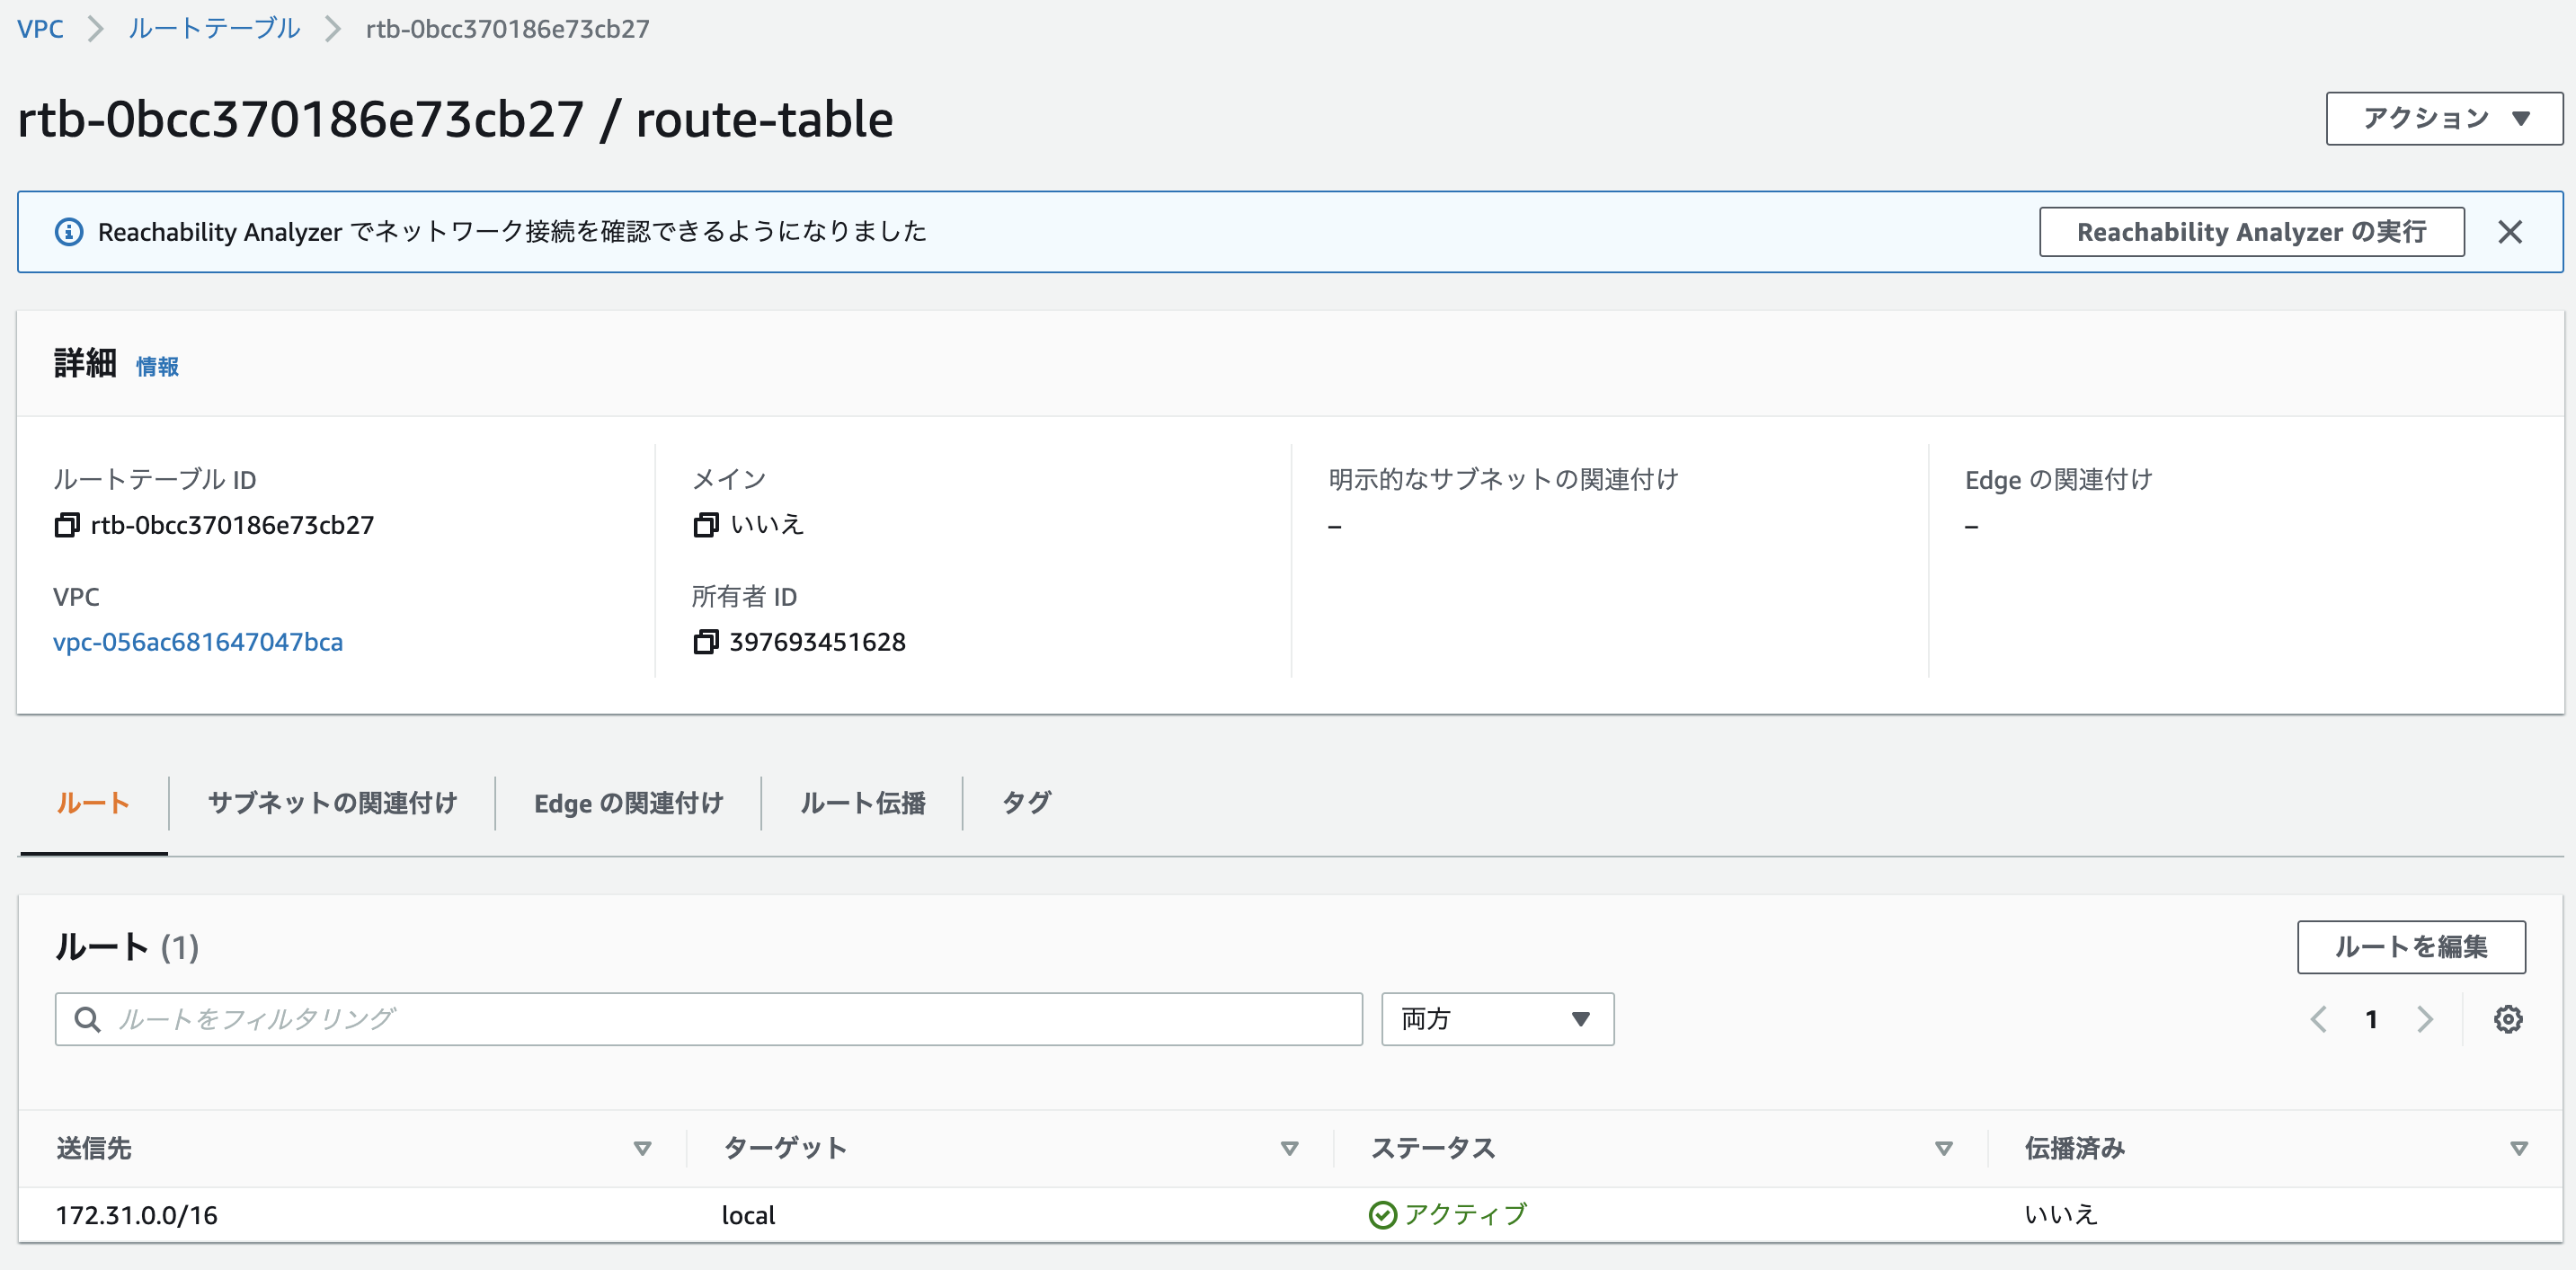 VPC > ルートテーブル > rtb-0bcc370186e73cb27
rtb-0bcc370186e73cb27 / route-table
アクション
Reachability Analyzer でネットワーク接続を確認できるようになりました
Reachability Analyzer の実行
詳細 情報
ルートテーブル ID
rtb-0bcc370186e73cb27
メイン
いいえ
明示的なサブネットの関連付け
–
Edge の関連付け
–
VPC
vpc-056ac681647047bca
所有者 ID
397693451628
ルート サブネットの関連付け Edge の関連付け ルート伝播 タグ
ルート (1)
ルートを編集
ルートをフィルタリング
両方
1
送信先 ターゲット ステータス 伝播済み
172.31.0.0/16 local アクティブ いいえ